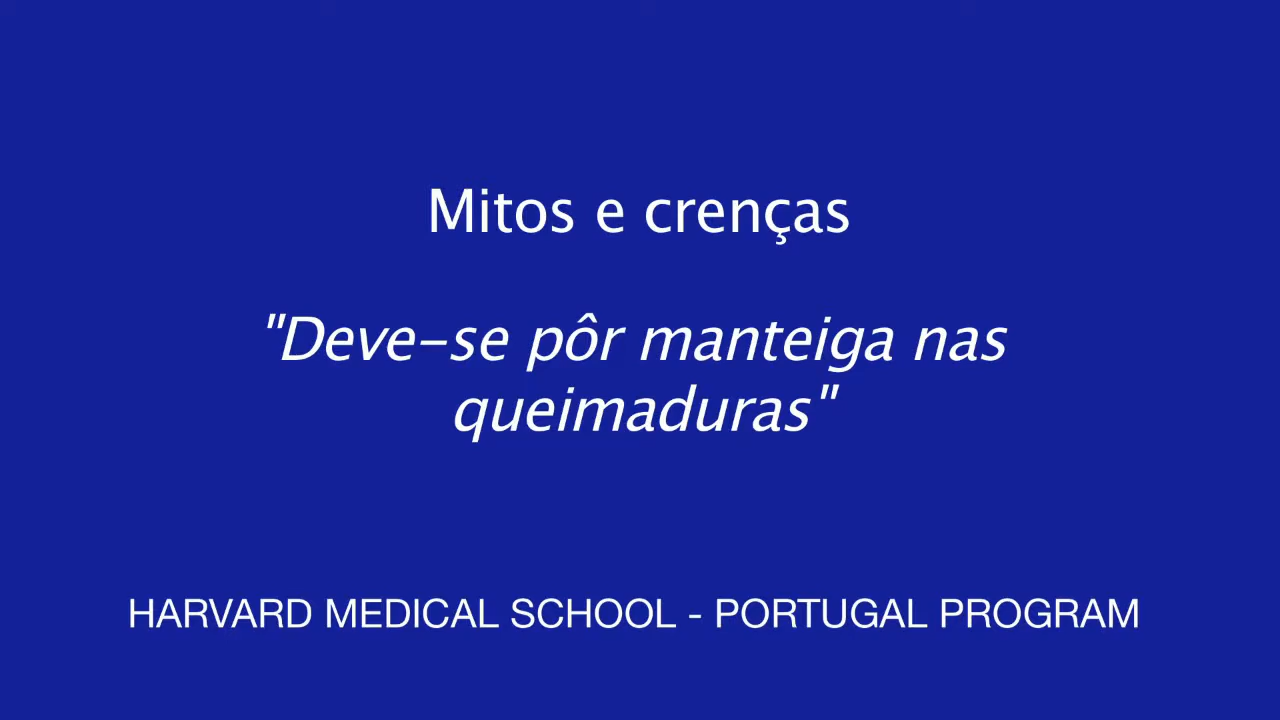 Mitos e crenças
"Deve-se pôr manteiga nas
queimaduras"
HARVARD MEDICAL SCHOOL - PORTUGAL PROGRAM